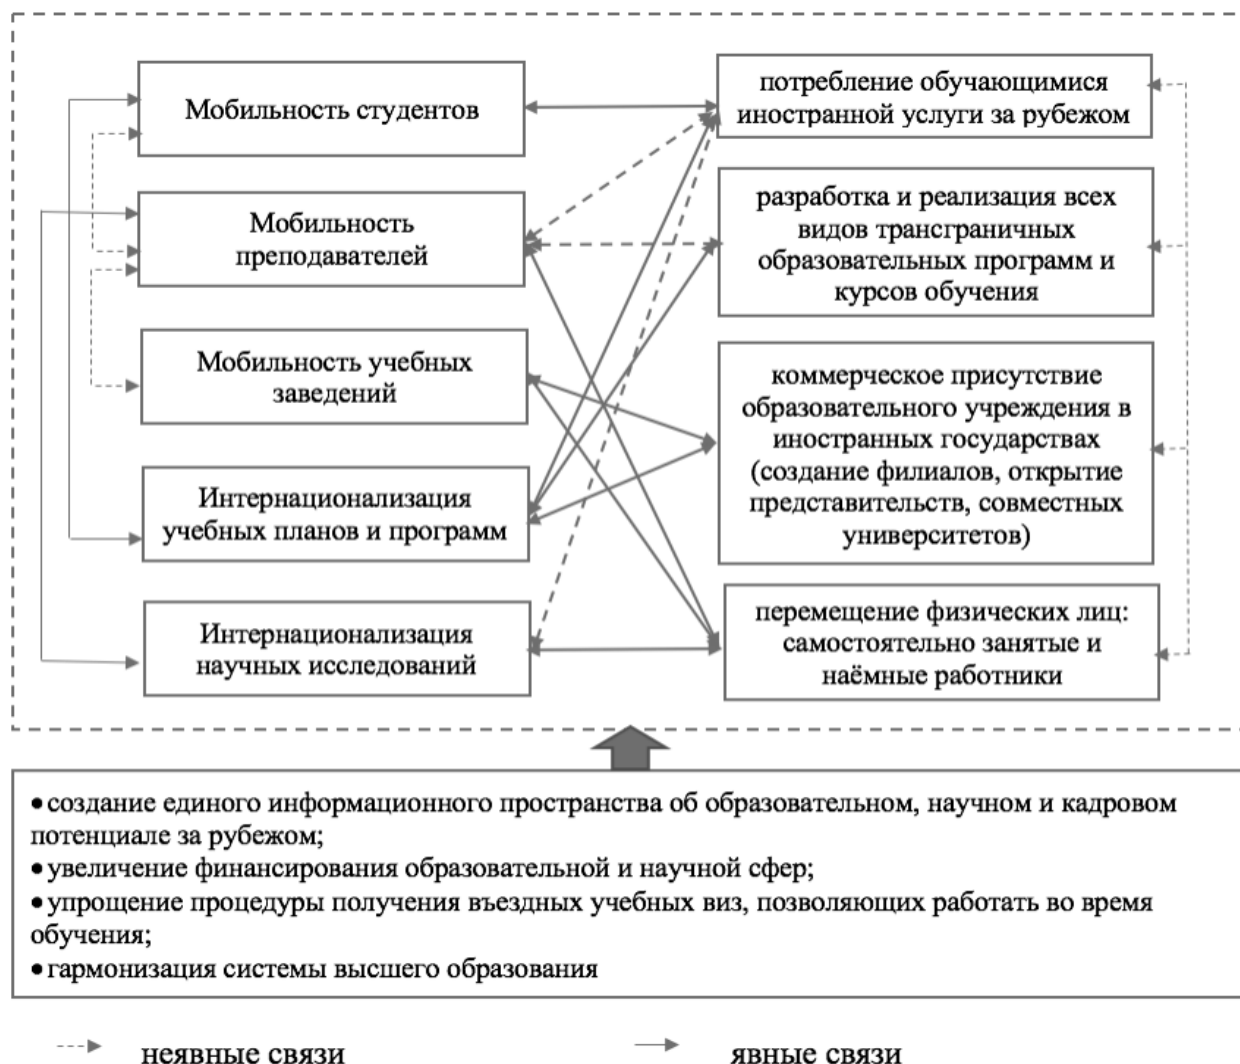 Мобильность студентов
Мобильность
преподавателей
Мобильность учебных
заведений
Интернационализация
учебных планов и программ
Интернационализация
научных исследований
потребление обучающимися
иностранной услуги за рубежом
разработка и реализация всех
видов трансграничных
образовательных программ и
курсов обучения
коммерческое присутствие
образовательного учреждения в
иностранных государствах
(создание филиалов, открытие
представительств, совместных
университетов)
перемещение физических лиц:
самостоятельно занятые и
наёмные работники
•создание единого информационного пространства об образовательном, научном и кадровом
потенциале за рубежом;
•увеличение финансирования образовательной и научной сфер;
•упрощение процедуры получения въездных учебных виз, позволяющих работать во время
обучения;
•гармонизация системы высшего образования
неявные связи
явные связи